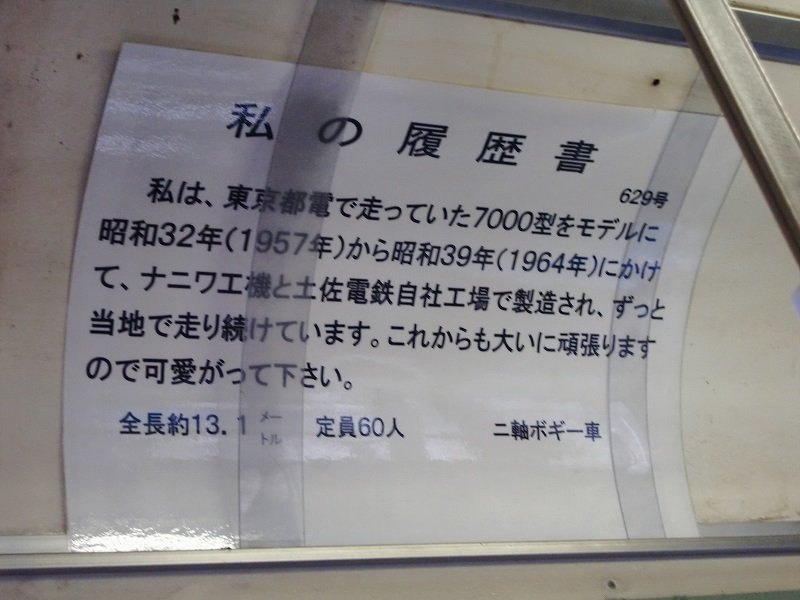 私の履歴書
629号
私は、東京都電で走っていた7000型をモデルに
昭和32年(1957年)から昭和39年(1964年)にかけ
て、ナニワ工機と土佐電鉄自社工場で製造され、ずっと
当地で走り続けています。これからも大いに頑張ります
ので可愛がって下さい。
全長約13.1メートル 定員60人 二軸ボギー車